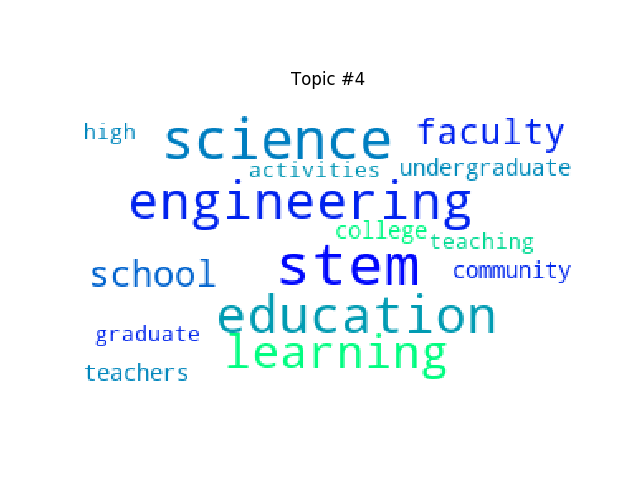 Topic #4
high
science
faculty
activities
undergraduate
engineering
college
teaching
school
stem
community
education
graduate
learning
teachers